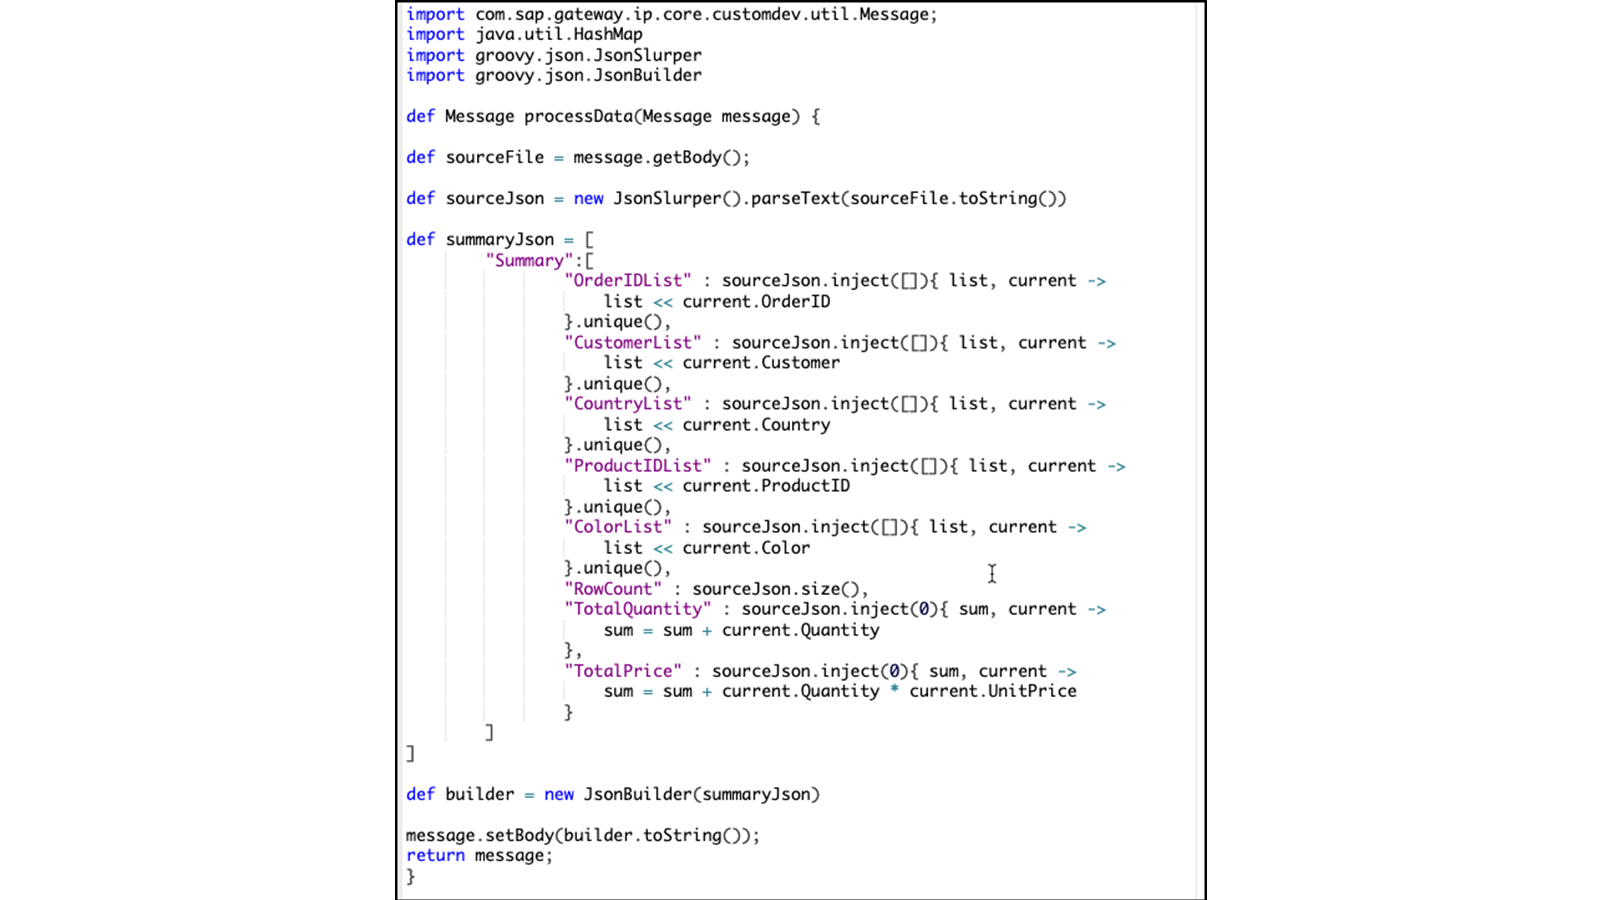 import com.sap.gateway.ip.core.customdev.util.Message;
import java.util.HashMap
import groovy.json.JsonSlurper
import groovy.json.JsonBuilder
def Message processData(Message message) {
def sourceFile = message.getBody();
def sourceJson = new JsonSlurper().parseText(sourceFile.toString())
def summaryJson = [
"Summary":[
"OrderIDList" : sourceJson.inject([]){ list, current ->
list << current.OrderID
}.unique(),
"CustomerList" : sourceJson.inject([]){ list, current ->
list << current.Customer
}.unique(),
"CountryList" : sourceJson.inject([]){ list, current ->
list << current.Country
}.unique(),
"ProductIDList" : sourceJson.inject([]){ list, current ->
list << current.ProductID
}.unique(),
"ColorList" : sourceJson.inject([]){ list, current ->
list << current.Color
}.unique(),
"RowCount" : sourceJson.size(),
"TotalQuantity" : sourceJson.inject(0){ sum, current ->
sum = sum + current.Quantity
},
"TotalPrice" : sourceJson.inject(0){ sum, current ->
sum = sum + current.Quantity * current.UnitPrice
}
]
]
def builder = new JsonBuilder(summaryJson)
message.setBody(builder.toString());
return message;
}